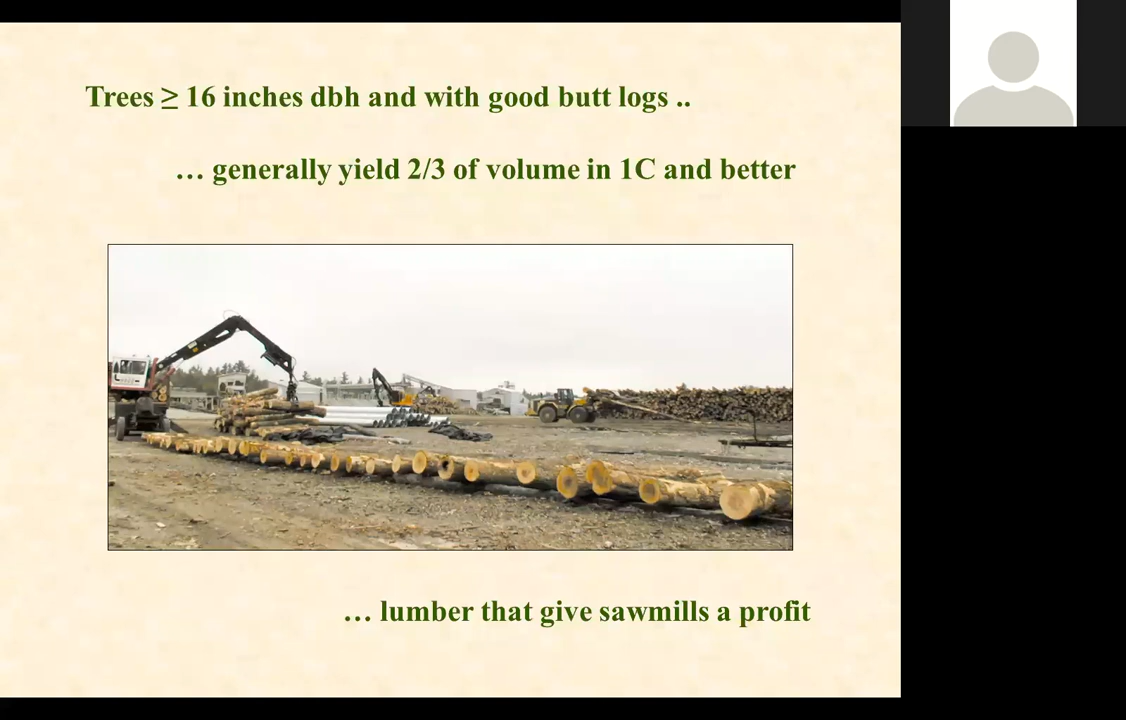 Trees ≥ 16 inches dbh and with good butt logs ..
… generally yield 2/3 of volume in 1C and better
… lumber that give sawmills a profit